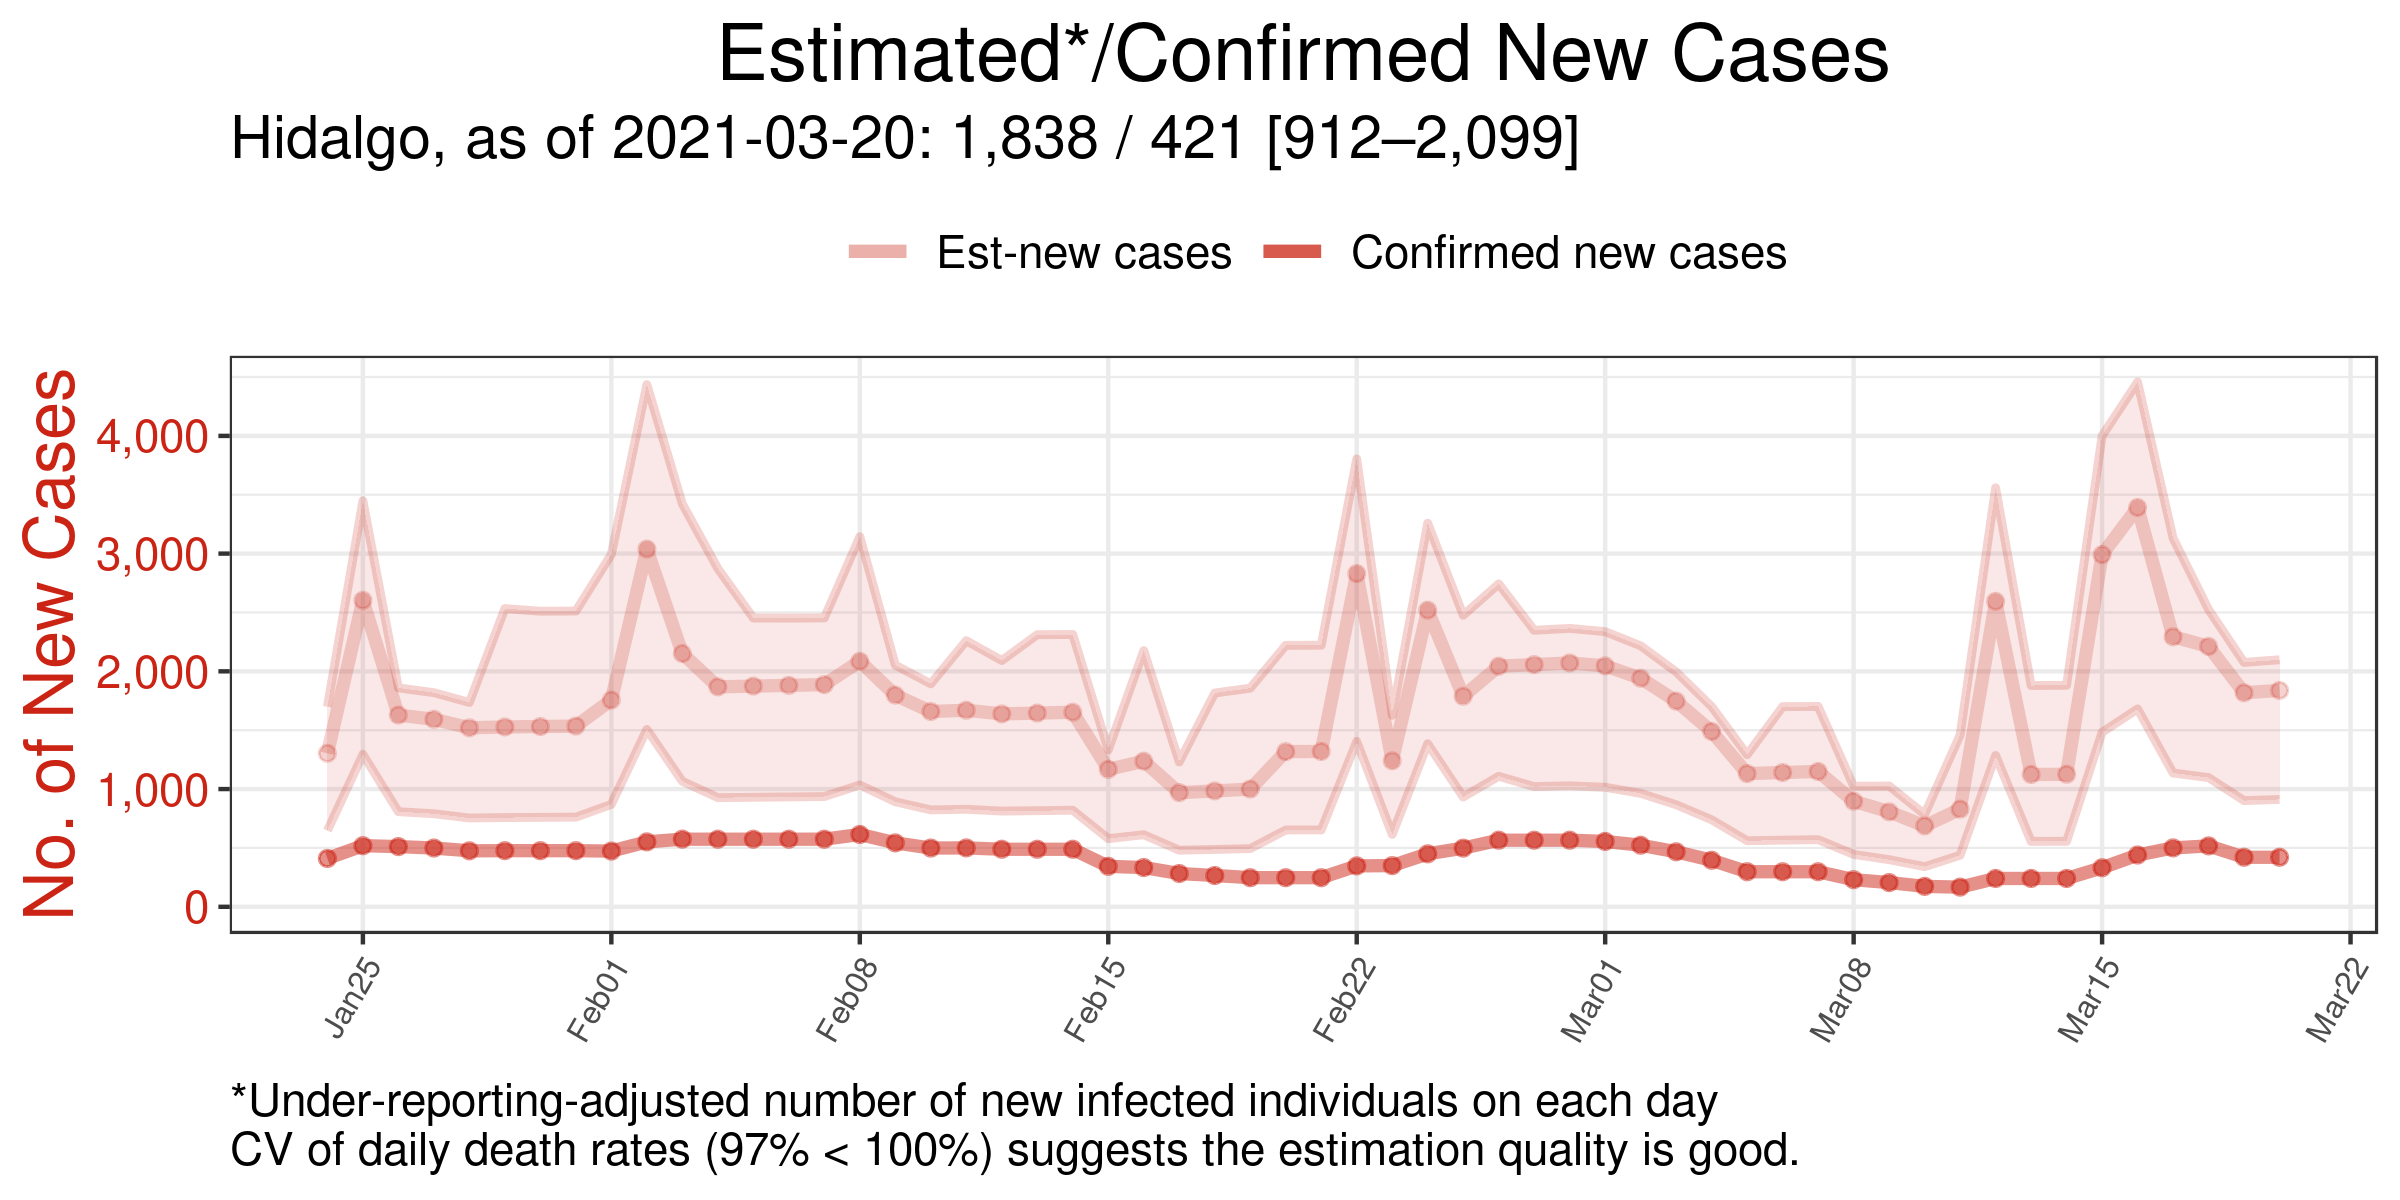 Estimated*/Confirmed New Cases
Hidalgo, as of 2021-03-20: 1,838 / 421 [912–2,099]
Est-new cases Confirmed new cases
No. of New Cases
4,000
3,000
2,000
1,000
0
Jan25 Feb01 Feb08 Feb15 Feb22 Mar01 Mar08 Mar15 Mar22
*Under-reporting-adjusted number of new infected individuals on each day
CV of daily death rates (97% < 100%) suggests the estimation quality is good.